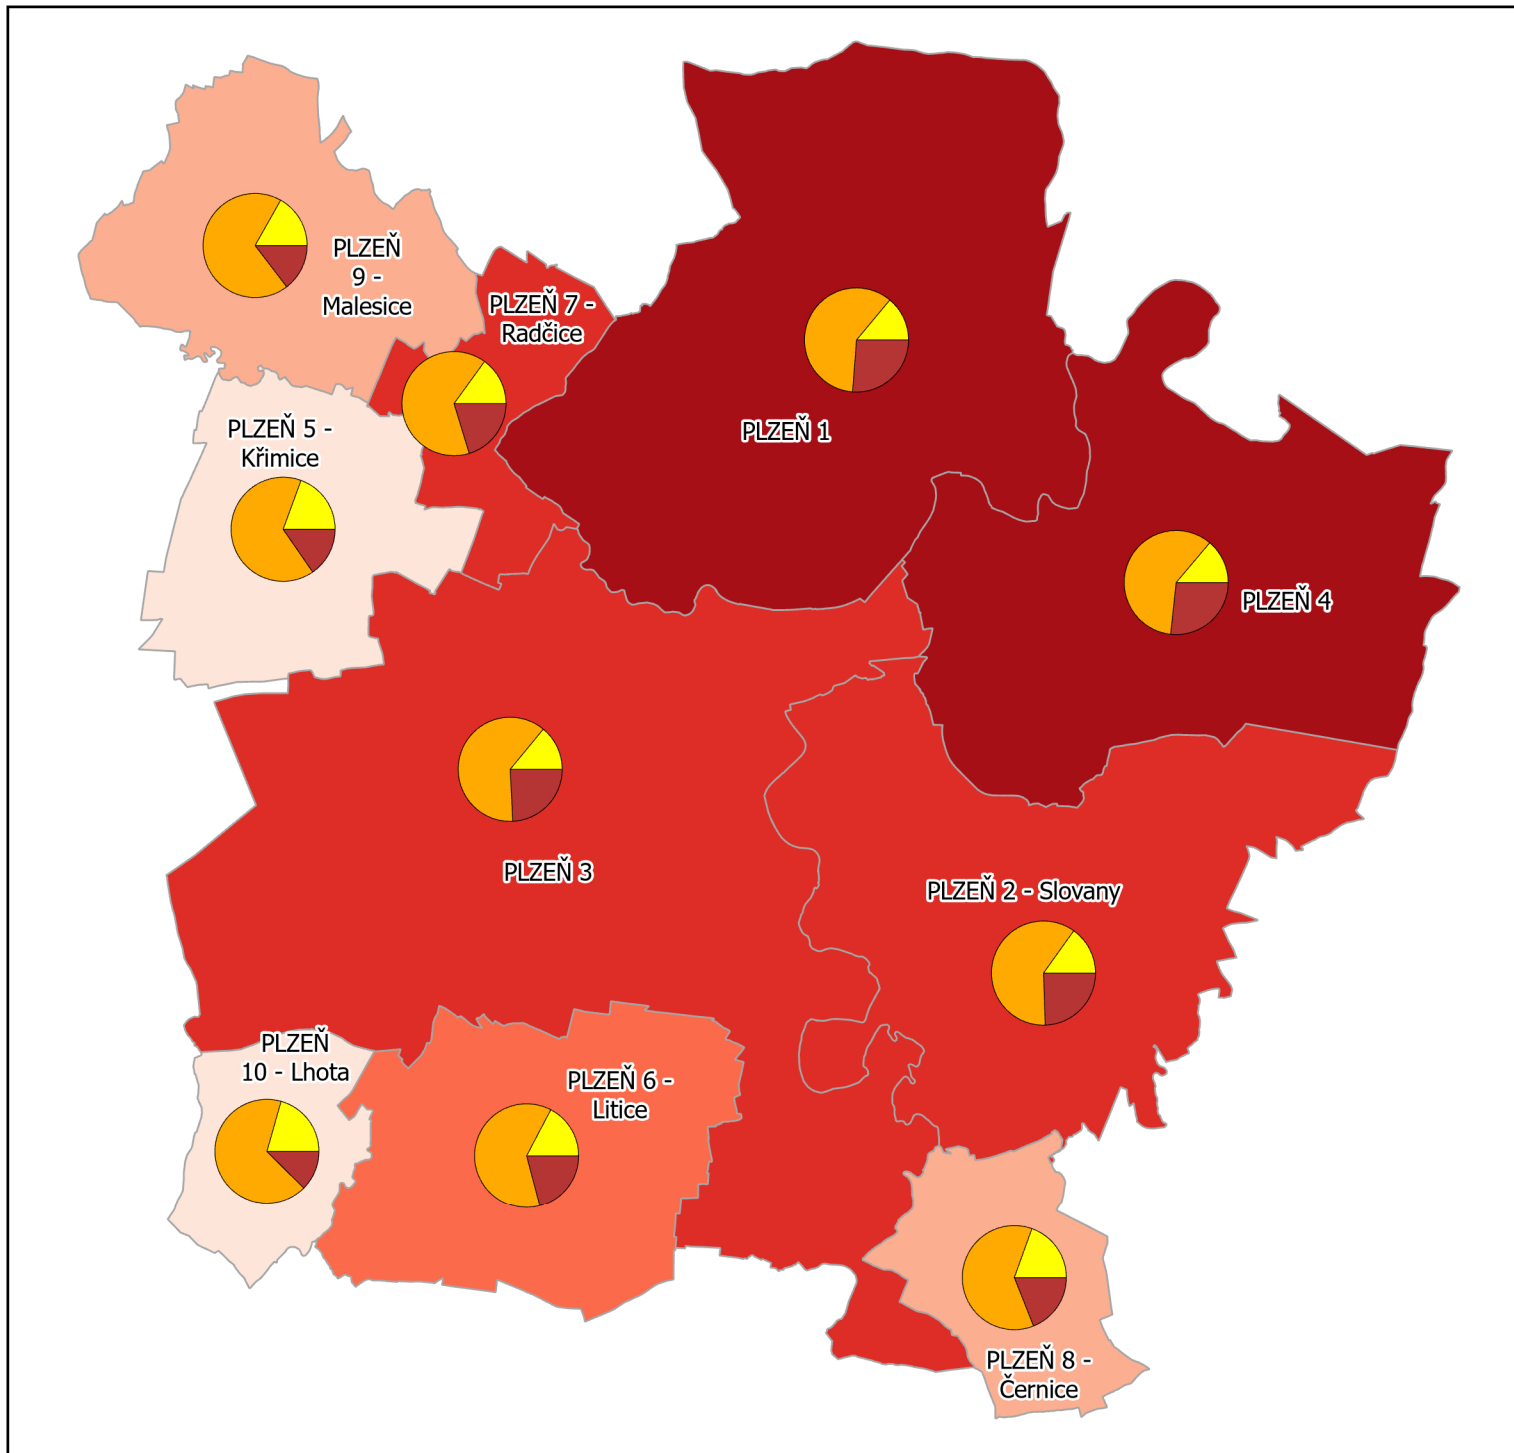 PLZEŇ
9 -
Malesice
PLZEŇ 7 -
Radčice
PLZEŇ 5 -
Křimice
PLZEŇ 1
PLZEŇ 4
PLZEŇ 3
PLZEŇ 2 - Slovany
PLZEŇ
10 - Lhota
PLZEŇ 6 -
Litice
PLZEŇ 8 -
Černice